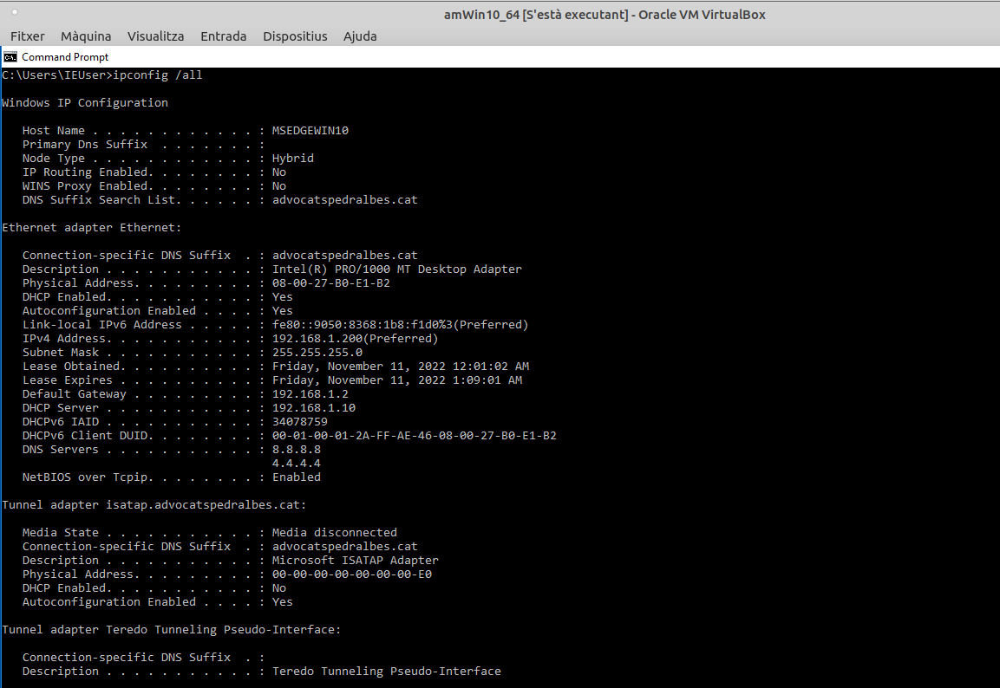 amWin10_64 [S'està executant] - Oracle VM VirtualBox
Fitxer Màquina Visualitza Entrada Dispositius Ajuda
Command Prompt
C:\Users\IEUser>ipconfig /all
Windows IP Configuration
   Host Name . . . . . . . . . . . . : MSEDGEWIN10
   Primary Dns Suffix  . . . . . . . :
   Node Type . . . . . . . . . . . . : Hybrid
   IP Routing Enabled. . . . . . . . : No
   WINS Proxy Enabled. . . . . . . . : No
   DNS Suffix Search List. . . . . . : advocatspedralbes.cat
Ethernet adapter Ethernet:
   Connection-specific DNS Suffix  . : advocatspedralbes.cat
   Description . . . . . . . . . . . : Intel(R) PRO/1000 MT Desktop Adapter
   Physical Address. . . . . . . . . : 08-00-27-B0-E1-B2
   DHCP Enabled. . . . . . . . . . . : Yes
   Autoconfiguration Enabled . . . . : Yes
   Link-local IPv6 Address . . . . . : fe80::9050:8368:1b8:f1d0%3(Preferred)
   IPv4 Address. . . . . . . . . . . : 192.168.1.200(Preferred)
   Subnet Mask . . . . . . . . . . . : 255.255.255.0
   Lease Obtained. . . . . . . . . . : Friday, November 11, 2022 12:01:02 AM
   Lease Expires . . . . . . . . . . : Friday, November 11, 2022 1:09:01 AM
   Default Gateway . . . . . . . . . : 192.168.1.2
   DHCP Server . . . . . . . . . . . : 192.168.1.10
   DHCPv6 IAID . . . . . . . . . . . : 34078759
   DHCPv6 Client DUID. . . . . . . . : 00-01-00-01-2A-FF-AE-46-08-00-27-B0-E1-B2
   DNS Servers . . . . . . . . . . . : 8.8.8.8
                                       4.4.4.4
   NetBIOS over Tcpip. . . . . . . . : Enabled
Tunnel adapter isatap.advocatspedralbes.cat:
   Media State . . . . . . . . . . . : Media disconnected
   Connection-specific DNS Suffix  . : advocatspedralbes.cat
   Description . . . . . . . . . . . : Microsoft ISATAP Adapter
   Physical Address. . . . . . . . . : 00-00-00-00-00-00-00-E0
   DHCP Enabled. . . . . . . . . . . : No
   Autoconfiguration Enabled . . . . : Yes
Tunnel adapter Teredo Tunneling Pseudo-Interface:
   Connection-specific DNS Suffix  . :
   Description . . . . . . . . . . . : Teredo Tunneling Pseudo-Interface